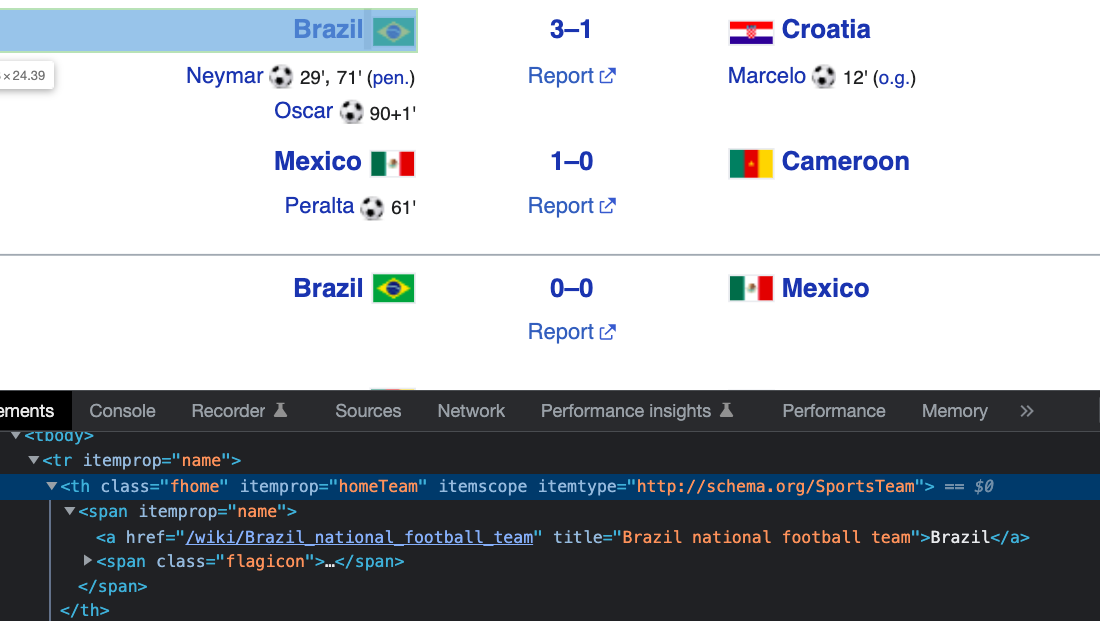 Brazil 3–1 Croatia
×24.39
Neymar 29', 71' (pen.) Report Marcelo 12' (o.g.)
Oscar 90+1'
Mexico 1–0 Cameroon
Peralta 61' Report
Brazil 0–0 Mexico
Report
ements Console Recorder Sources Network Performance insights Performance Memory »
<tbody>
<tr itemprop="name">
<th class="fhome" itemprop="homeTeam" itemscope itemtype="http://schema.org/SportsTeam"> == $0
<span itemprop="name">
<a href="/wiki/Brazil_national_football_team" title="Brazil national football team">Brazil</a>
<span class="flagicon">…</span>
</span>
</th>